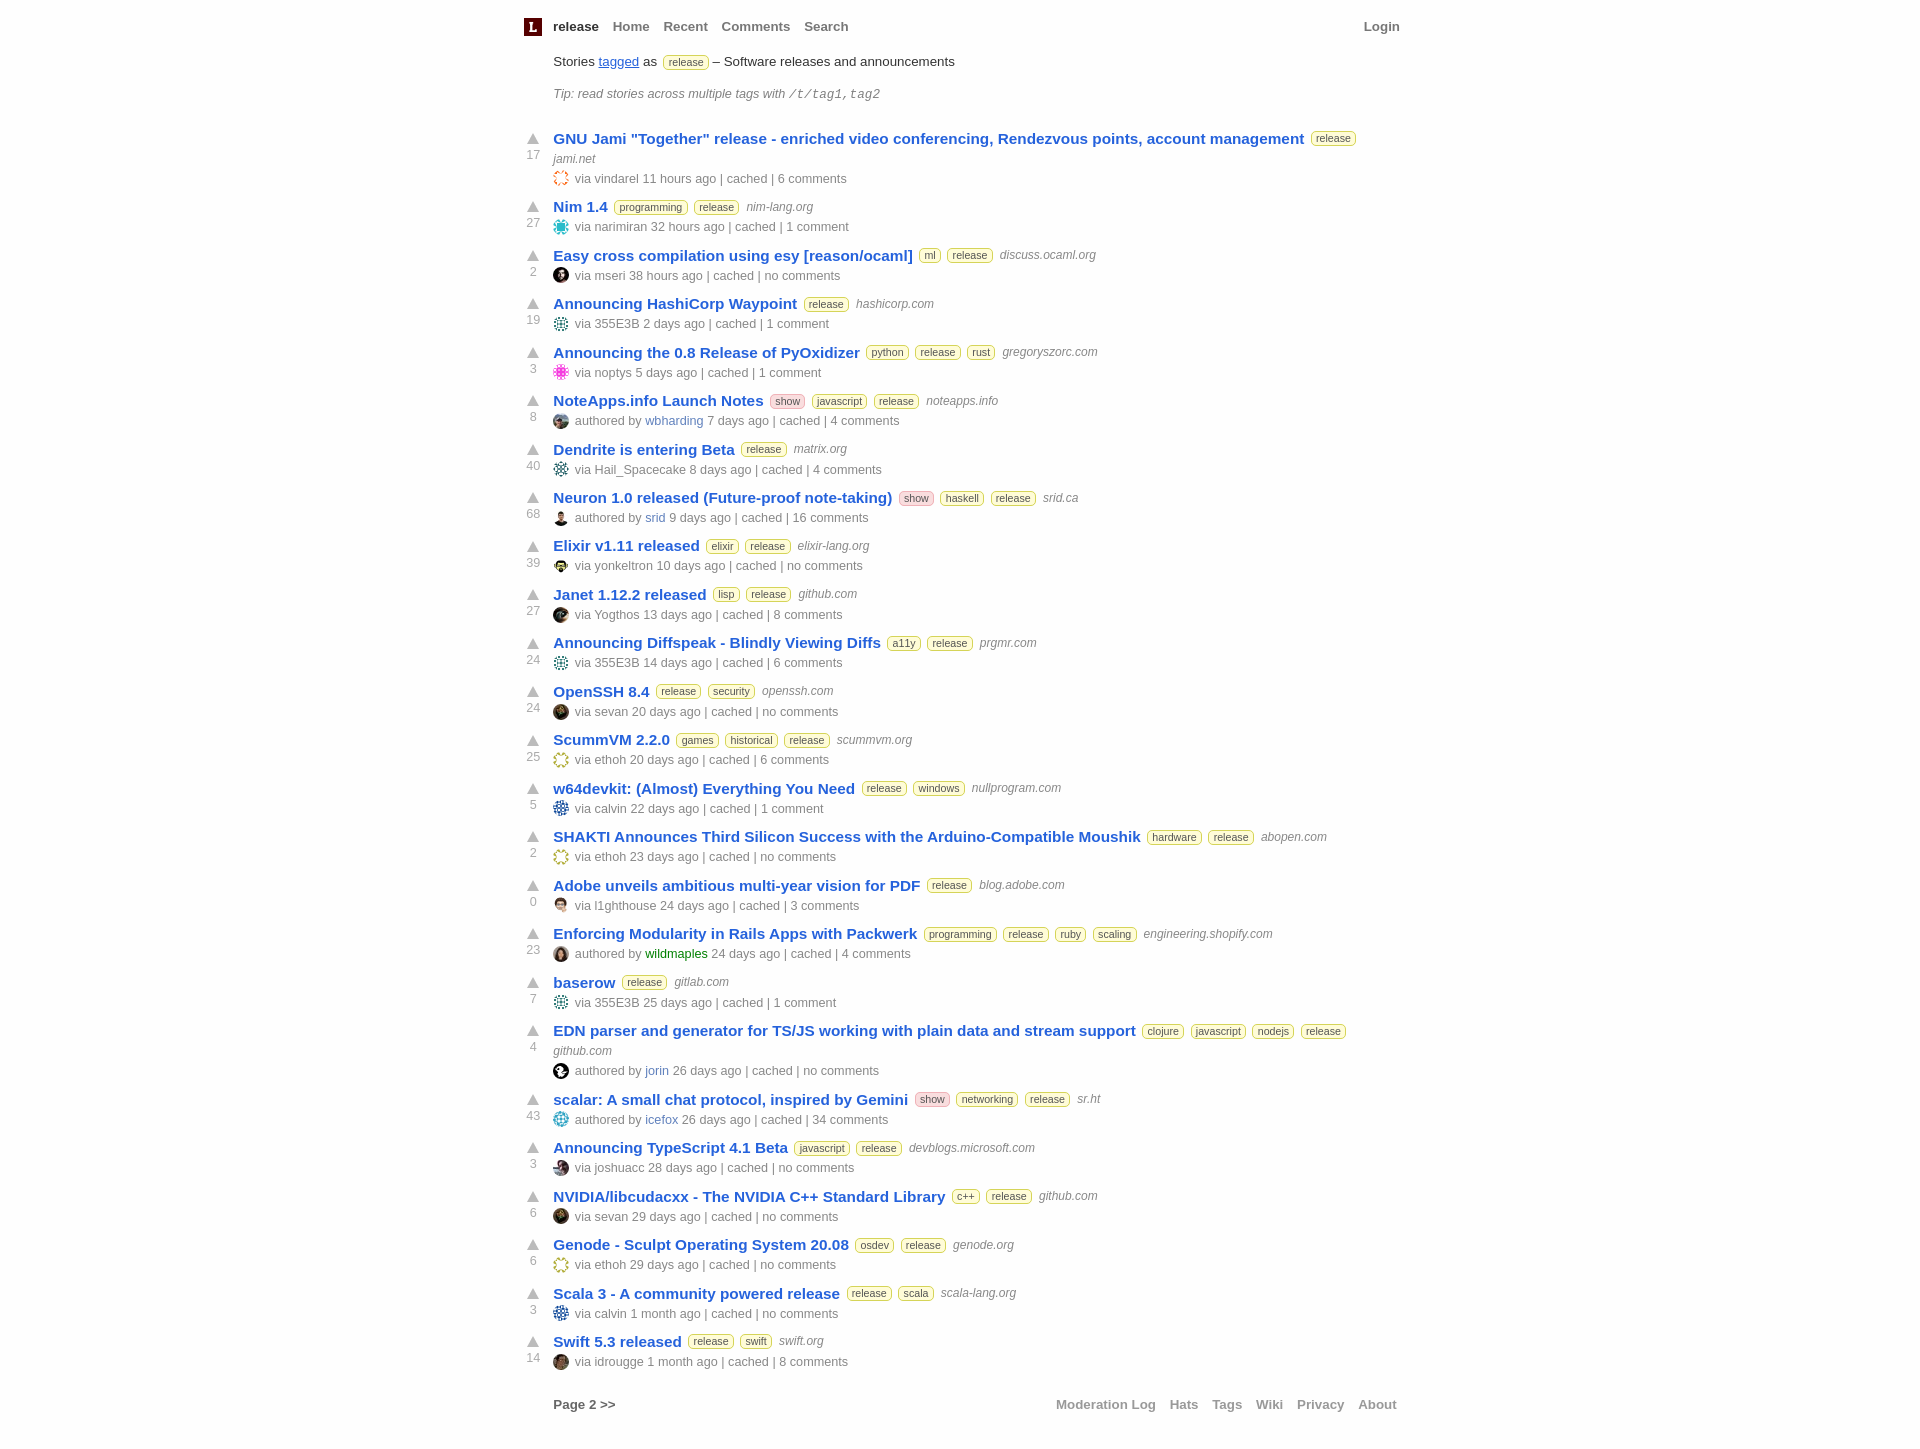 L release Home Recent Comments Search Login
Stories tagged as release – Software releases and announcements
Tip: read stories across multiple tags with /t/tag1,tag2
GNU Jami "Together" release - enriched video conferencing, Rendezvous points, account management release
17 jami.net
via vindarel 11 hours ago | cached | 6 comments
Nim 1.4 programming release nim-lang.org
27 via narimiran 32 hours ago | cached | 1 comment
Easy cross compilation using esy [reason/ocaml] ml release discuss.ocaml.org
2 via mseri 38 hours ago | cached | no comments
Announcing HashiCorp Waypoint release hashicorp.com
19 via 355E3B 2 days ago | cached | 1 comment
Announcing the 0.8 Release of PyOxidizer python release rust gregoryszorc.com
3 via noptys 5 days ago | cached | 1 comment
NoteApps.info Launch Notes show javascript release noteapps.info
8 authored by wbharding 7 days ago | cached | 4 comments
Dendrite is entering Beta release matrix.org
40 via Hail_Spacecake 8 days ago | cached | 4 comments
Neuron 1.0 released (Future-proof note-taking) show haskell release srid.ca
68 authored by srid 9 days ago | cached | 16 comments
Elixir v1.11 released elixir release elixir-lang.org
39 via yonkeltron 10 days ago | cached | no comments
Janet 1.12.2 released lisp release github.com
27 via Yogthos 13 days ago | cached | 8 comments
Announcing Diffspeak - Blindly Viewing Diffs a11y release prgmr.com
24 via 355E3B 14 days ago | cached | 6 comments
OpenSSH 8.4 release security openssh.com
24 via sevan 20 days ago | cached | no comments
ScummVM 2.2.0 games historical release scummvm.org
25 via ethoh 20 days ago | cached | 6 comments
w64devkit: (Almost) Everything You Need release windows nullprogram.com
5 via calvin 22 days ago | cached | 1 comment
SHAKTI Announces Third Silicon Success with the Arduino-Compatible Moushik hardware release abopen.com
2 via ethoh 23 days ago | cached | no comments
Adobe unveils ambitious multi-year vision for PDF release blog.adobe.com
0 via l1ghthouse 24 days ago | cached | 3 comments
Enforcing Modularity in Rails Apps with Packwerk programming release ruby scaling engineering.shopify.com
23 authored by wildmaples 24 days ago | cached | 4 comments
baserow release gitlab.com
7 via 355E3B 25 days ago | cached | 1 comment
EDN parser and generator for TS/JS working with plain data and stream support clojure javascript nodejs release
4 github.com
authored by jorin 26 days ago | cached | no comments
scalar: A small chat protocol, inspired by Gemini show networking release sr.ht
43 authored by icefox 26 days ago | cached | 34 comments
Announcing TypeScript 4.1 Beta javascript release devblogs.microsoft.com
3 via joshuacc 28 days ago | cached | no comments
NVIDIA/libcudacxx - The NVIDIA C++ Standard Library c++ release github.com
6 via sevan 29 days ago | cached | no comments
Genode - Sculpt Operating System 20.08 osdev release genode.org
6 via ethoh 29 days ago | cached | no comments
Scala 3 - A community powered release release scala scala-lang.org
3 via calvin 1 month ago | cached | no comments
Swift 5.3 released release swift swift.org
14 via idrougge 1 month ago | cached | 8 comments
Page 2 >> Moderation Log Hats Tags Wiki Privacy About